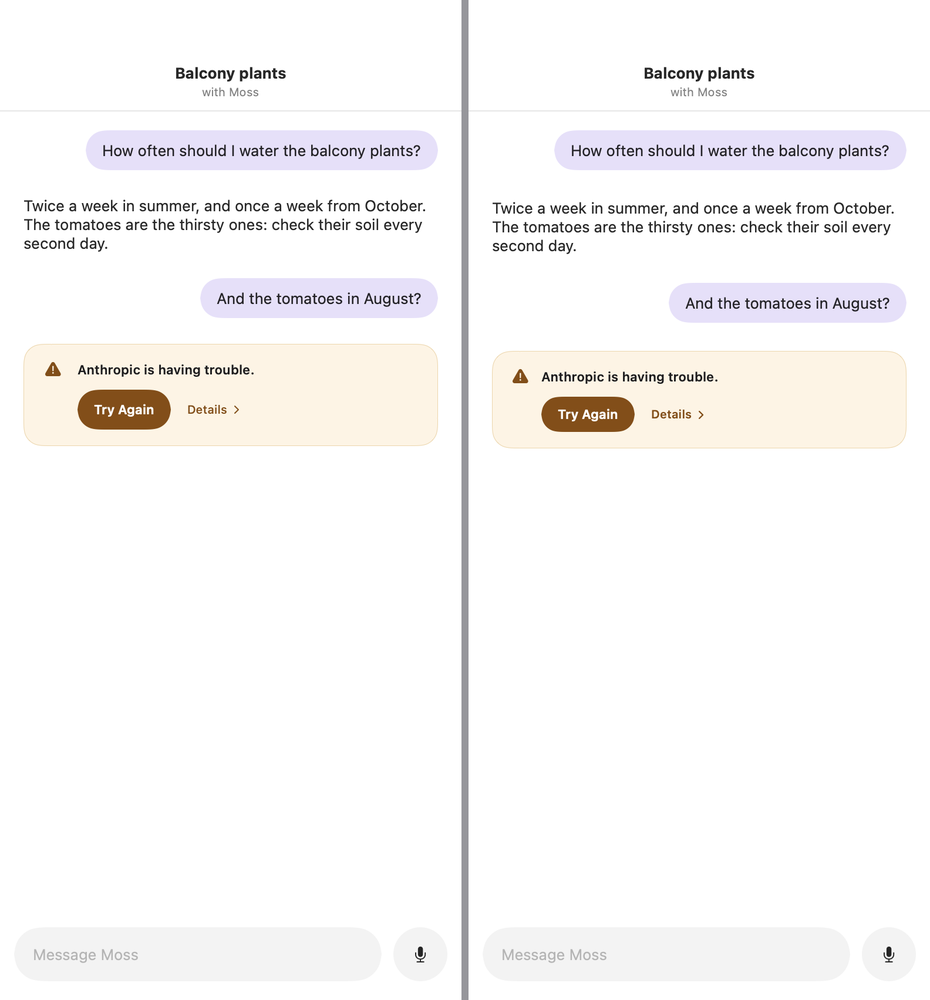 Balcony plants
with Moss
How often should I water the balcony plants?
Twice a week in summer, and once a week from October.
The tomatoes are the thirsty ones: check their soil every
second day.
And the tomatoes in August?
Anthropic is having trouble.
Try Again
Details
Message Moss
Balcony plants
with Moss
How often should I water the balcony plants?
Twice a week in summer, and once a week from October.
The tomatoes are the thirsty ones: check their soil every
second day.
And the tomatoes in August?
Anthropic is having trouble.
Try Again
Details
Message Moss